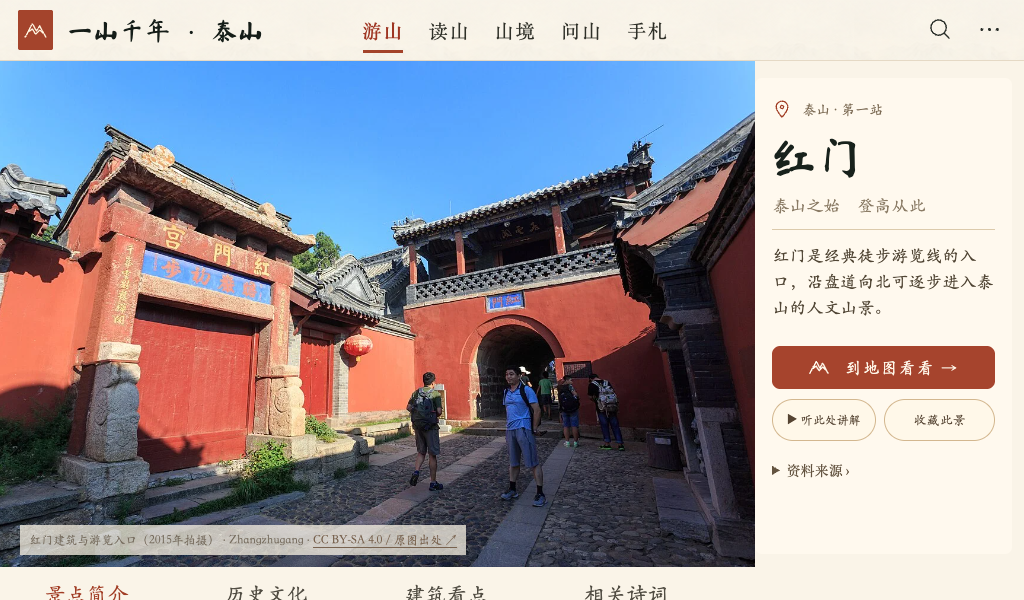 一山千年 · 泰山
游山 读山 山境 问山 手札
泰山 · 第一站
红门
泰山之始 登高从此
红门是经典徒步游览线的入
口，沿盘道向北可逐步进入泰
山的人文山景。
到地图看看 →
▶ 听此处讲解
收藏此景
▶ 资料来源 ›
紅門宮
红门建筑与游览入口（2015年拍摄） · Zhangzhugang · CC BY-SA 4.0 / 原图出处 ↗
景点简介 历史文化 建筑看点 相关诗词